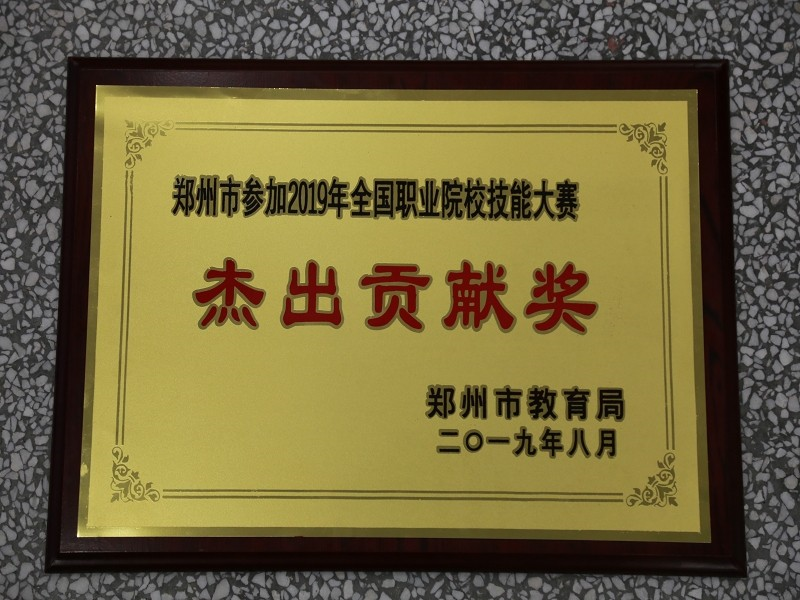 郑州市参加2019年全国职业院校技能大赛
杰出贡献奖
郑州市教育局
二〇一九年八月